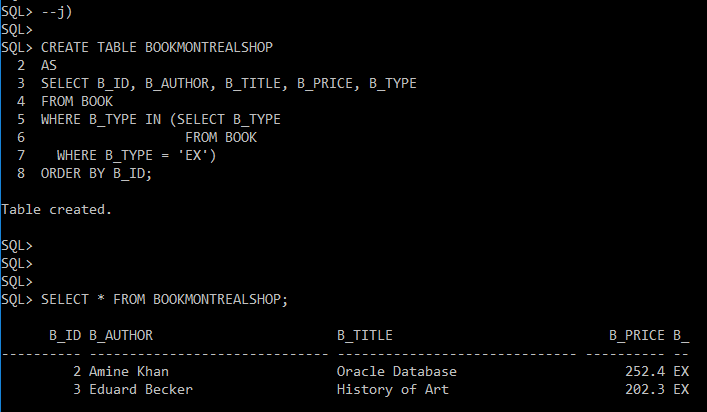 SQL> --j)
SQL>
SQL> CREATE TABLE BOOKMONTREALSHOP
  2  AS
  3  SELECT B_ID, B_AUTHOR, B_TITLE, B_PRICE, B_TYPE
  4  FROM BOOK
  5  WHERE B_TYPE IN (SELECT B_TYPE
  6                    FROM BOOK
  7    WHERE B_TYPE = 'EX')
  8  ORDER BY B_ID;
Table created.
SQL>
SQL>
SQL>
SQL> SELECT * FROM BOOKMONTREALSHOP;
      B_ID B_AUTHOR                       B_TITLE                           B_PRICE B_
---------- ------------------------------ ------------------------------ ---------- --
         2 Amine Khan                     Oracle Database                     252.4 EX
         3 Eduard Becker                  History of Art                      202.3 EX